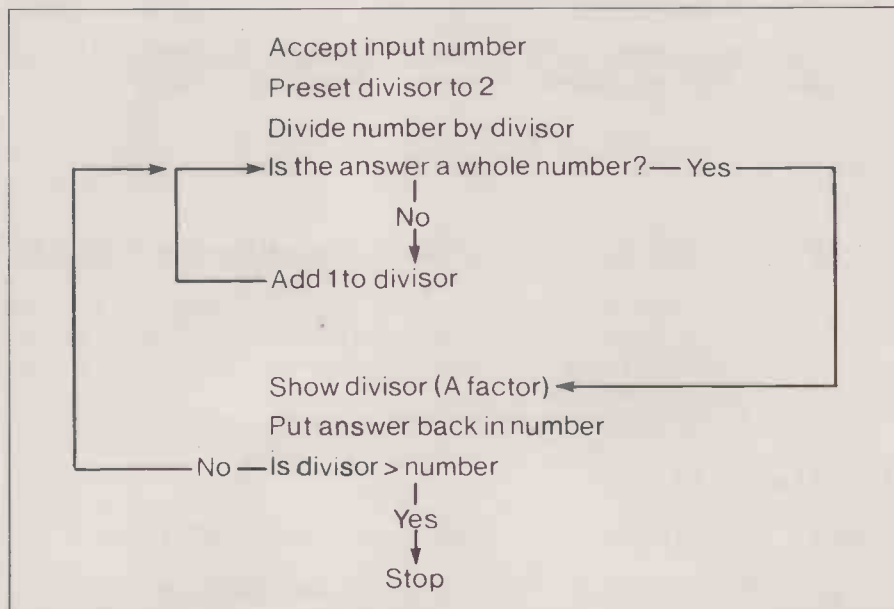 Accept input number
Preset divisor to 2
Divide number by divisor
Is the answer a whole number? — Yes
No
Add 1 to divisor
Show divisor (A factor)
Put answer back in number
No — Is divisor > number
Yes
Stop